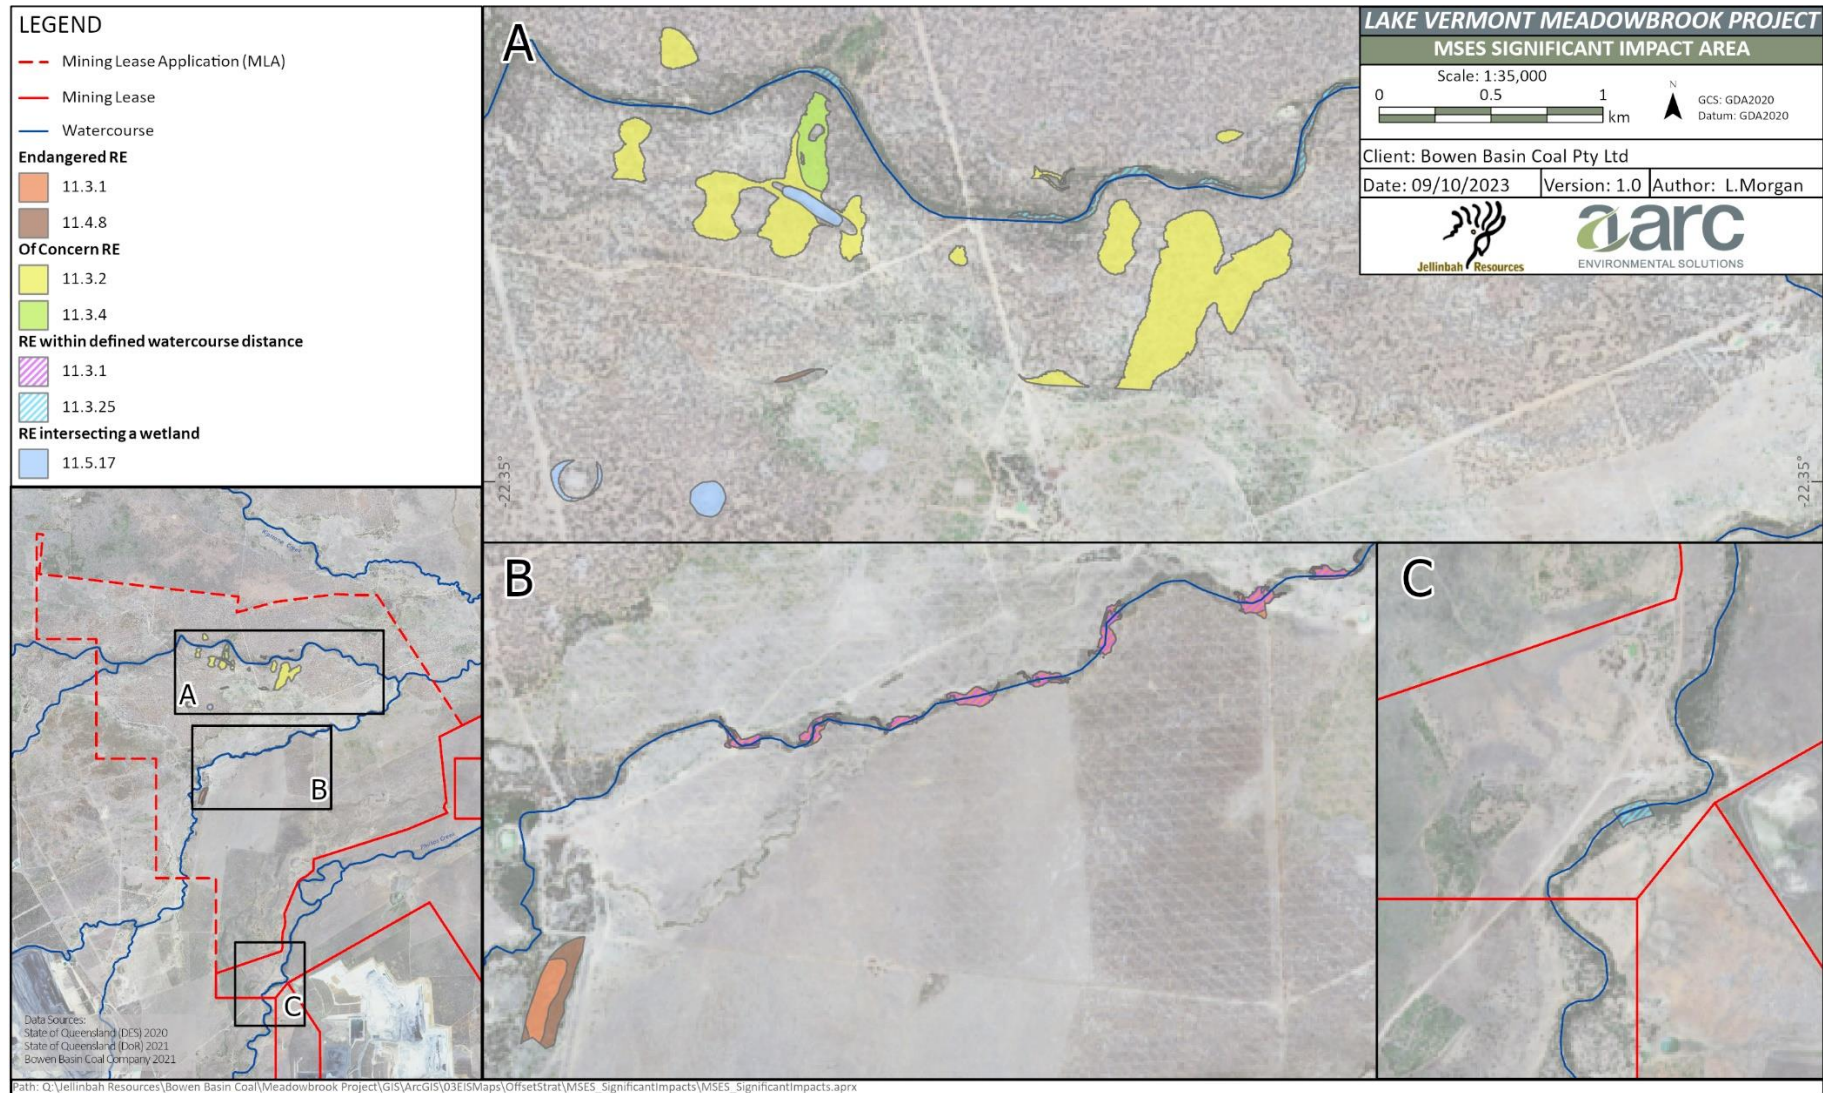 LEGEND
Mining Lease Application (MLA)
Mining Lease
Watercourse
Endangered RE
11.3.1
11.4.8
Of Concern RE
11.3.2
11.3.4
RE within defined watercourse distance
11.3.1
11.3.25
RE intersecting a wetland
11.5.17
A
-22.35°
-22.35°
LAKE VERMONT MEADOWBROOK PROJECT
MSES SIGNIFICANT IMPACT AREA
Scale: 1:35,000
0 0.5 1
km
N
GCS: GDA2020
Datum: GDA2020
Client: Bowen Basin Coal Pty Ltd
Date: 09/10/2023 Version: 1.0 Author: L.Morgan
Jellinbah Resources
aarc
ENVIRONMENTAL SOLUTIONS
A
B
C
Data Sources:
State of Queensland (DES) 2020
State of Queensland (DoR) 2021
Bowen Basin Coal Company 2021
B
C
Path: Q:\Jellinbah Resources\Bowen Basin Coal\Meadowbrook Project\GIS\ArcGIS\03EISMaps\OffsetStrat\MSES_SignificantImpacts\MSES_SignificantImpacts.aprx